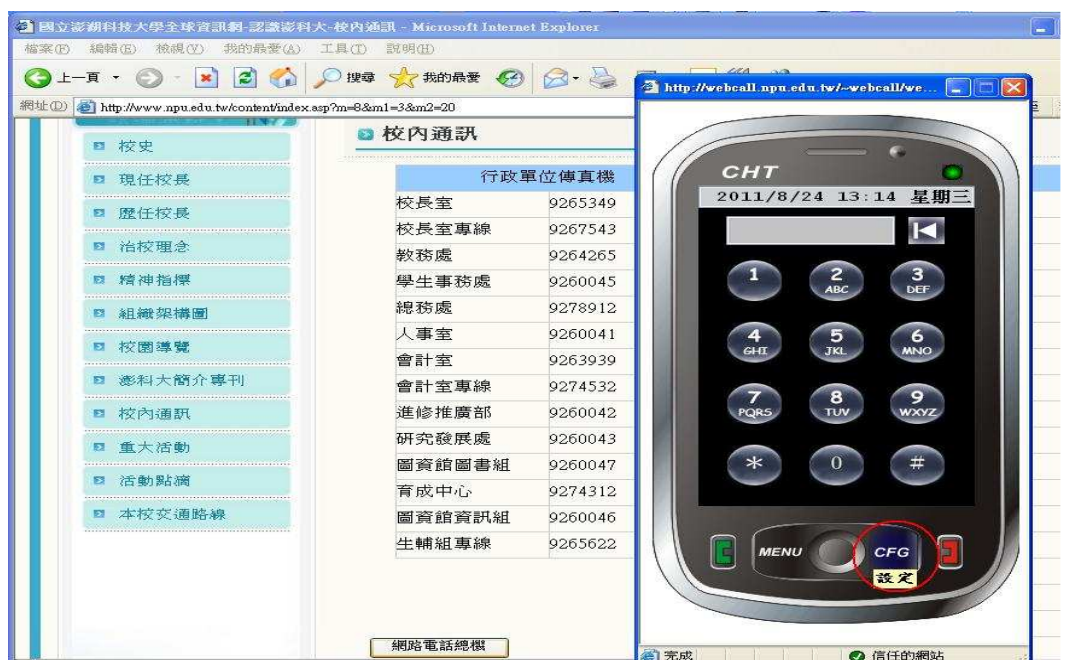 國立澎湖科技大學全球資訊網-認識澎科大-校內通訊 - Microsoft Internet Explorer
檔案(F) 編輯(E) 檢視(V) 我的最愛(A) 工具(T) 說明(H)
上一頁 搜尋 我的最愛
網址(D) http://www.npu.edu.tw/content/index.asp?m=8&m1=3&m2=20
校史
現任校長
歷任校長
治校理念
精神指標
組織架構圖
校園導覽
澎科大簡介專刊
校內通訊
重大活動
活動點滴
本校交通路線
校內通訊
行政單位傳真機
校長室 9265349
校長室專線 9267543
教務處 9264265
學生事務處 9260045
總務處 9278912
人事室 9260041
會計室 9263939
會計室專線 9274532
進修推廣部 9260042
研究發展處 9260043
圖資館圖書組 9260047
育成中心 9274312
圖資館資訊組 9260046
生輔組專線 9265622
網路電話總機
http://webcall.npu.edu.tw/~webcall/we...
CHT
2011/8/24 13:14 星期三
1 2 3
ABC DEF
4 5 6
GHI JKL MNO
7 8 9
PQRS TUV WXYZ
* 0 #
MENU CFG
設定
完成 信任的網站